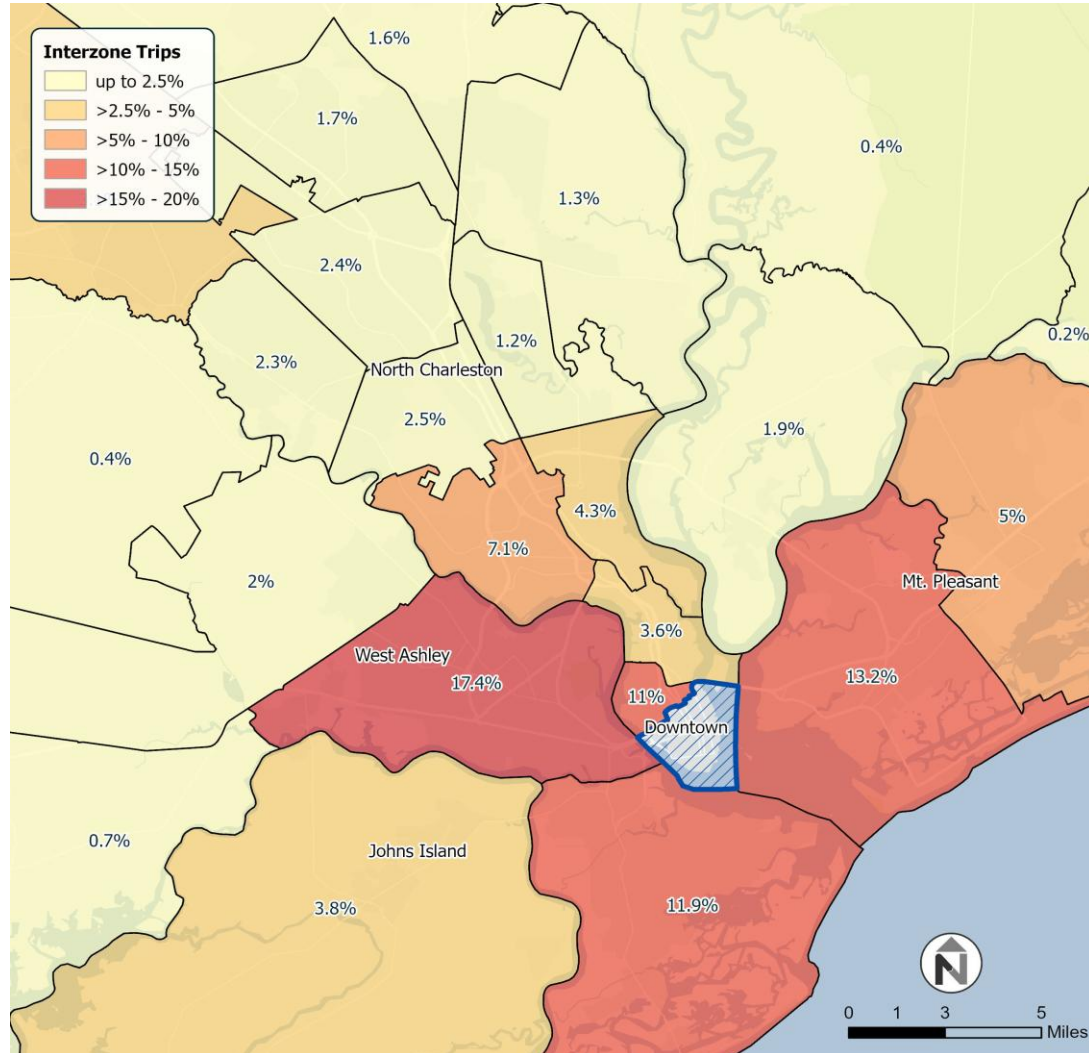 Interzone Trips
up to 2.5%
>2.5% - 5%
>5% - 10%
>10% - 15%
>15% - 20%
1.6%
1.7%
0.4%
1.3%
2.4%
1.2%
0.2%
2.3%
North Charleston
2.5%
1.9%
0.4%
4.3%
5%
7.1%
2%
Mt. Pleasant
3.6%
West Ashley
17.4%
13.2%
11%
Downtown
0.7%
Johns Island
3.8%
11.9%
N
0 1 3 5
Miles